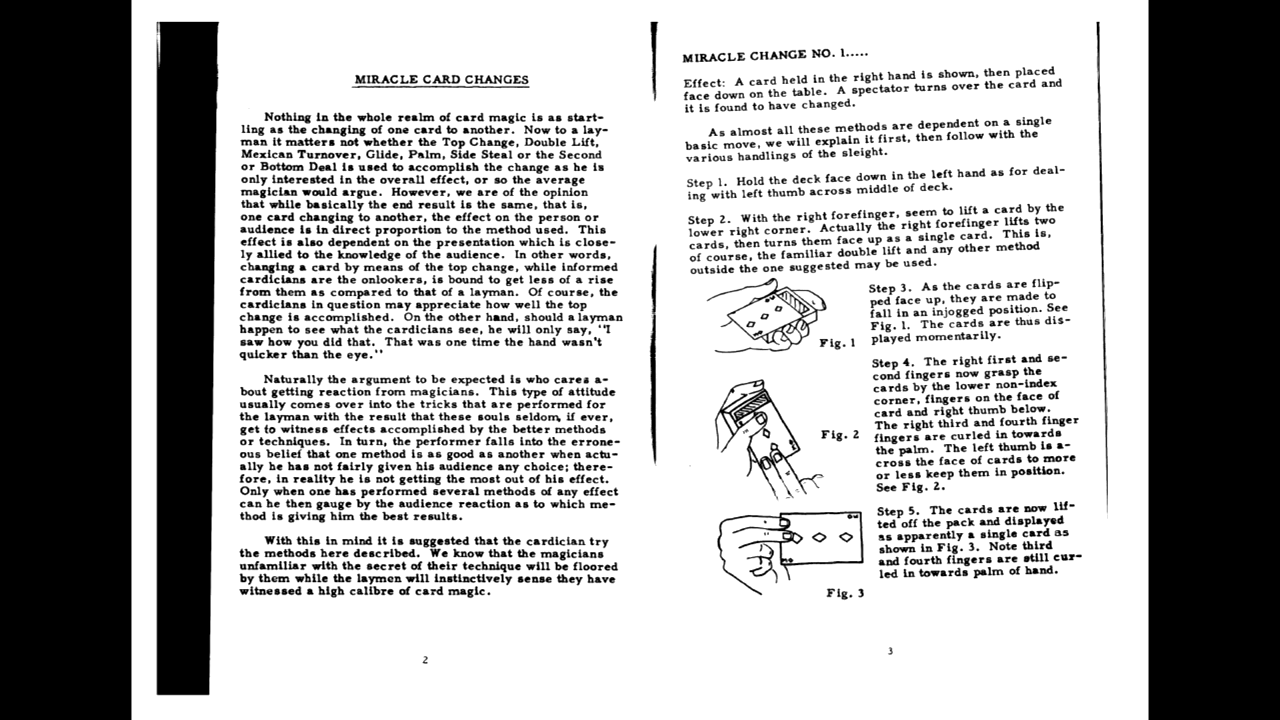 MIRACLE CARD CHANGES
Nothing in the whole realm of card magic is as start-
ling as the changing of one card to another. Now to a lay-
man it matters not whether the Top Change, Double Lift,
Mexican Turnover, Glide, Palm, Side Steal or the Second
or Bottom Deal is used to accomplish the change as he is
only interested in the overall effect, or so the average
magician would argue. However, we are of the opinion
that while basically the end result is the same, that is,
one card changing to another, the effect on the person or
audience is in direct proportion to the method used. This
effect is also dependent on the presentation which is close-
ly allied to the knowledge of the audience. In other words,
changing a card by means of the top change, while informed
cardicians are the onlookers, is bound to get less of a rise
from them as compared to that of a layman. Of course, the
cardicians in question may appreciate how well the top
change is accomplished. On the other hand, should a layman
happen to see what the cardicians see, he will only say, "I
saw how you did that. That was one time the hand wasn't
quicker than the eye."
Naturally the argument to be expected is who cares a-
bout getting reaction from magicians. This type of attitude
usually comes over into the tricks that are performed for
the layman with the result that these souls seldom, if ever,
get to witness effects accomplished by the better methods
or techniques. In turn, the performer falls into the errone-
ous belief that one method is as good as another when actu-
ally he has not fairly given his audience any choice; there-
fore, in reality he is not getting the most out of his effect.
Only when one has performed several methods of any effect
can he then gauge by the audience reaction as to which me-
thod is giving him the best results.
With this in mind it is suggested that the cardician try
the methods here described. We know that the magicians
unfamiliar with the secret of their technique will be floored
by them while the laymen will instinctively sense they have
witnessed a high calibre of card magic.
2
MIRACLE CHANGE NO. 1.....
Effect: A card held in the right hand is shown, then placed
face down on the table. A spectator turns over the card and
it is found to have changed.
As almost all these methods are dependent on a single
basic move, we will explain it first, then follow with the
various handlings of the sleight.
Step 1. Hold the deck face down in the left hand as for deal-
ing with left thumb across middle of deck.
Step 2. With the right forefinger, seem to lift a card by the
lower right corner. Actually the right forefinger lifts two
cards, then turns them face up as a single card. This is,
of course, the familiar double lift and any other method
outside the one suggested may be used.
Step 3. As the cards are flip-
ped face up, they are made to
fall in an injogged position. See
Fig. 1. The cards are thus dis-
played momentarily.
Fig. 1
Step 4. The right first and se-
cond fingers now grasp the
cards by the lower non-index
corner, fingers on the face of
card and right thumb below.
The right third and fourth finger
fingers are curled in towards
the palm. The left thumb is a-
cross the face of cards to more
or less keep them in position.
See Fig. 2.
Fig. 2
Step 5. The cards are now lif-
ted off the pack and displayed
as apparently a single card as
shown in Fig. 3. Note third
and fourth fingers are still cur-
led in towards palm of hand.
Fig. 3
3